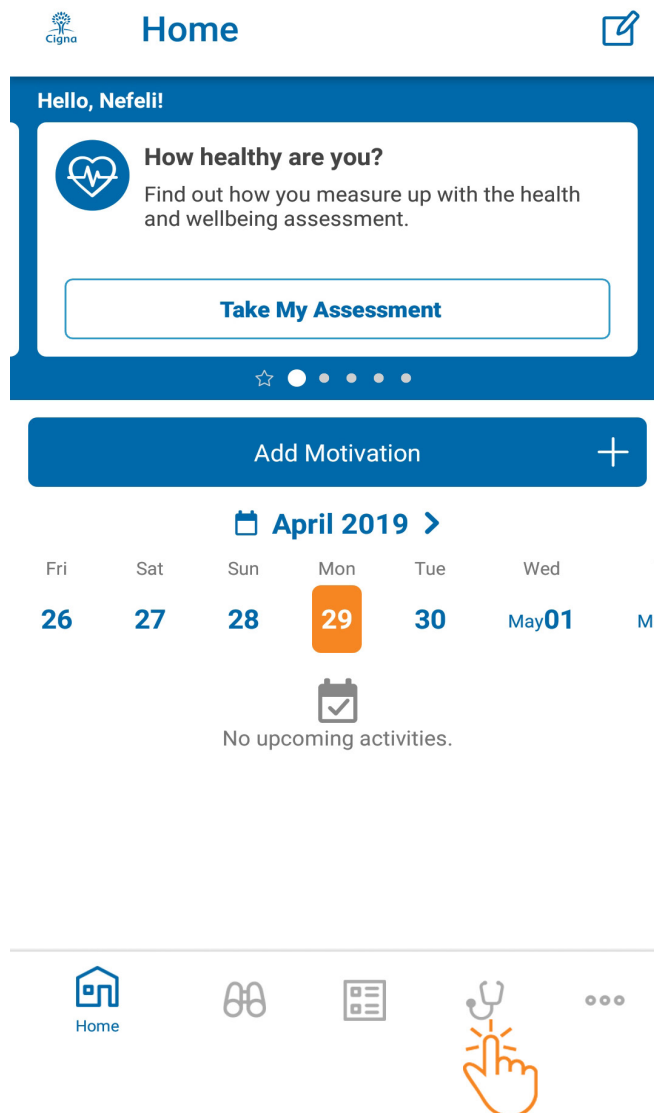 Cigna
Home
Hello, Nefeli!
How healthy are you?
Find out how you measure up with the health
and wellbeing assessment.
Take My Assessment
Add Motivation
April 2019
Fri Sat Sun Mon Tue Wed
26 27 28 29 30 May01 M
No upcoming activities.
Home